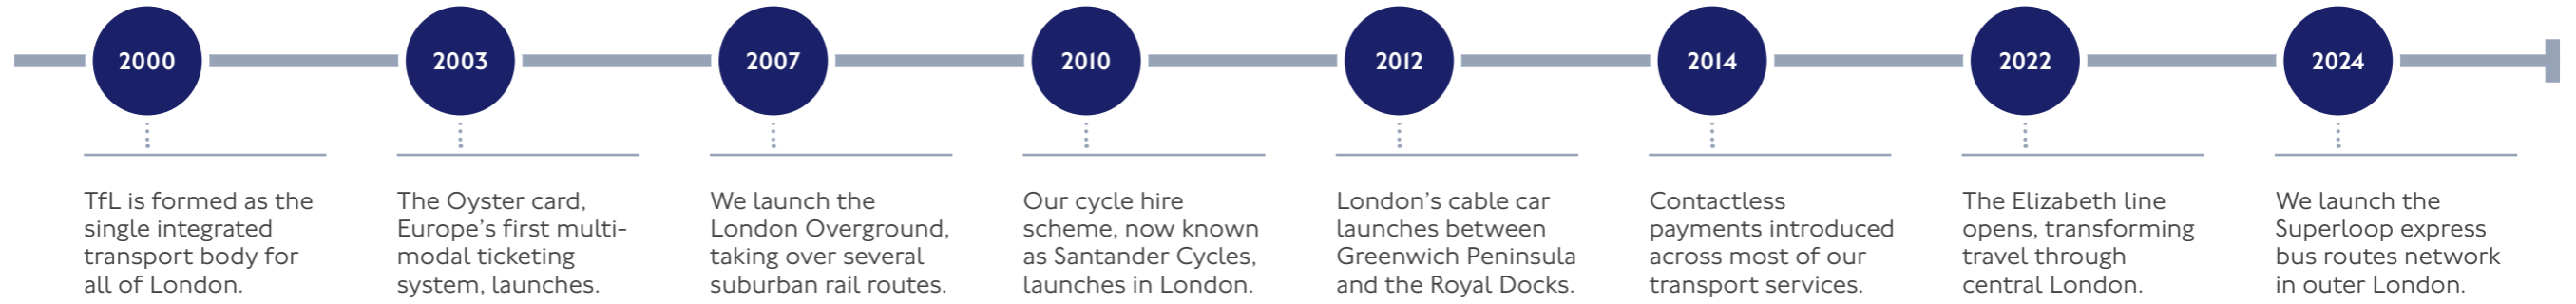 2000
TfL is formed as the
single integrated
transport body for
all of London.
2003
The Oyster card,
Europe's first multi-
modal ticketing
system, launches.
2007
We launch the
London Overground,
taking over several
suburban rail routes.
2010
Our cycle hire
scheme, now known
as Santander Cycles,
launches in London.
2012
London's cable car
launches between
Greenwich Peninsula
and the Royal Docks.
2014
Contactless
payments introduced
across most of our
transport services.
2022
The Elizabeth line
opens, transforming
travel through
central London.
2024
We launch the
Superloop express
bus routes network
in outer London.